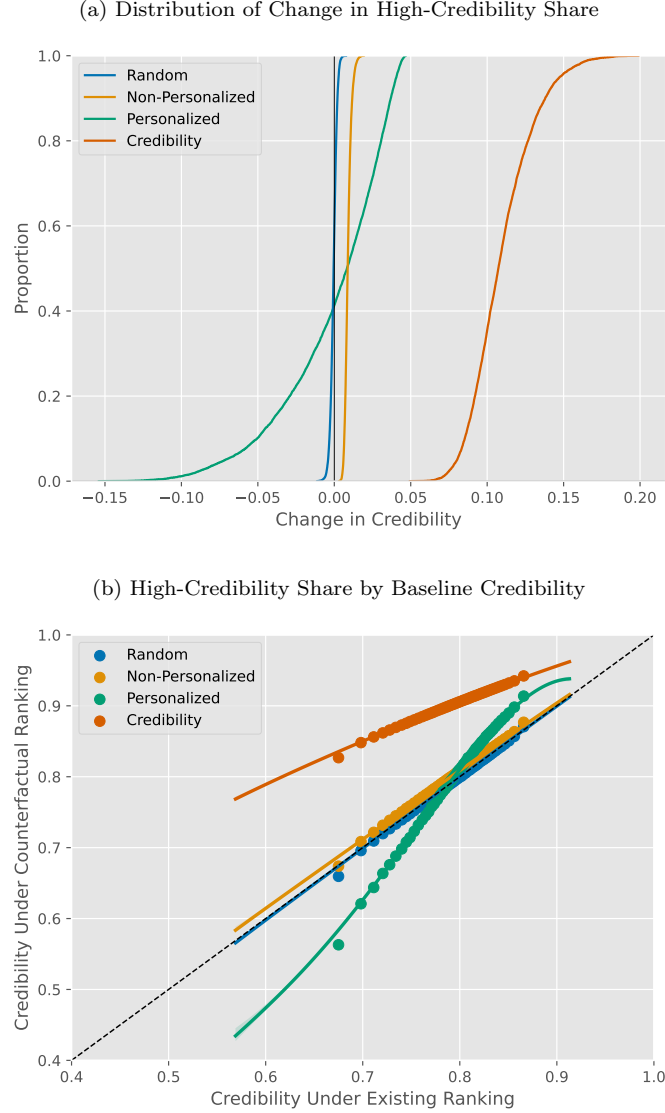 (a) Distribution of Change in High-Credibility Share
1.0
0.8
0.6
0.4
0.2
0.0
Proportion
Random
Non-Personalized
Personalized
Credibility
−0.15 −0.10 −0.05 0.00 0.05 0.10 0.15 0.20
Change in Credibility
(b) High-Credibility Share by Baseline Credibility
1.0
0.9
0.8
0.7
0.6
0.5
0.4
Credibility Under Counterfactual Ranking
Random
Non-Personalized
Personalized
Credibility
0.4 0.5 0.6 0.7 0.8 0.9 1.0
Credibility Under Existing Ranking